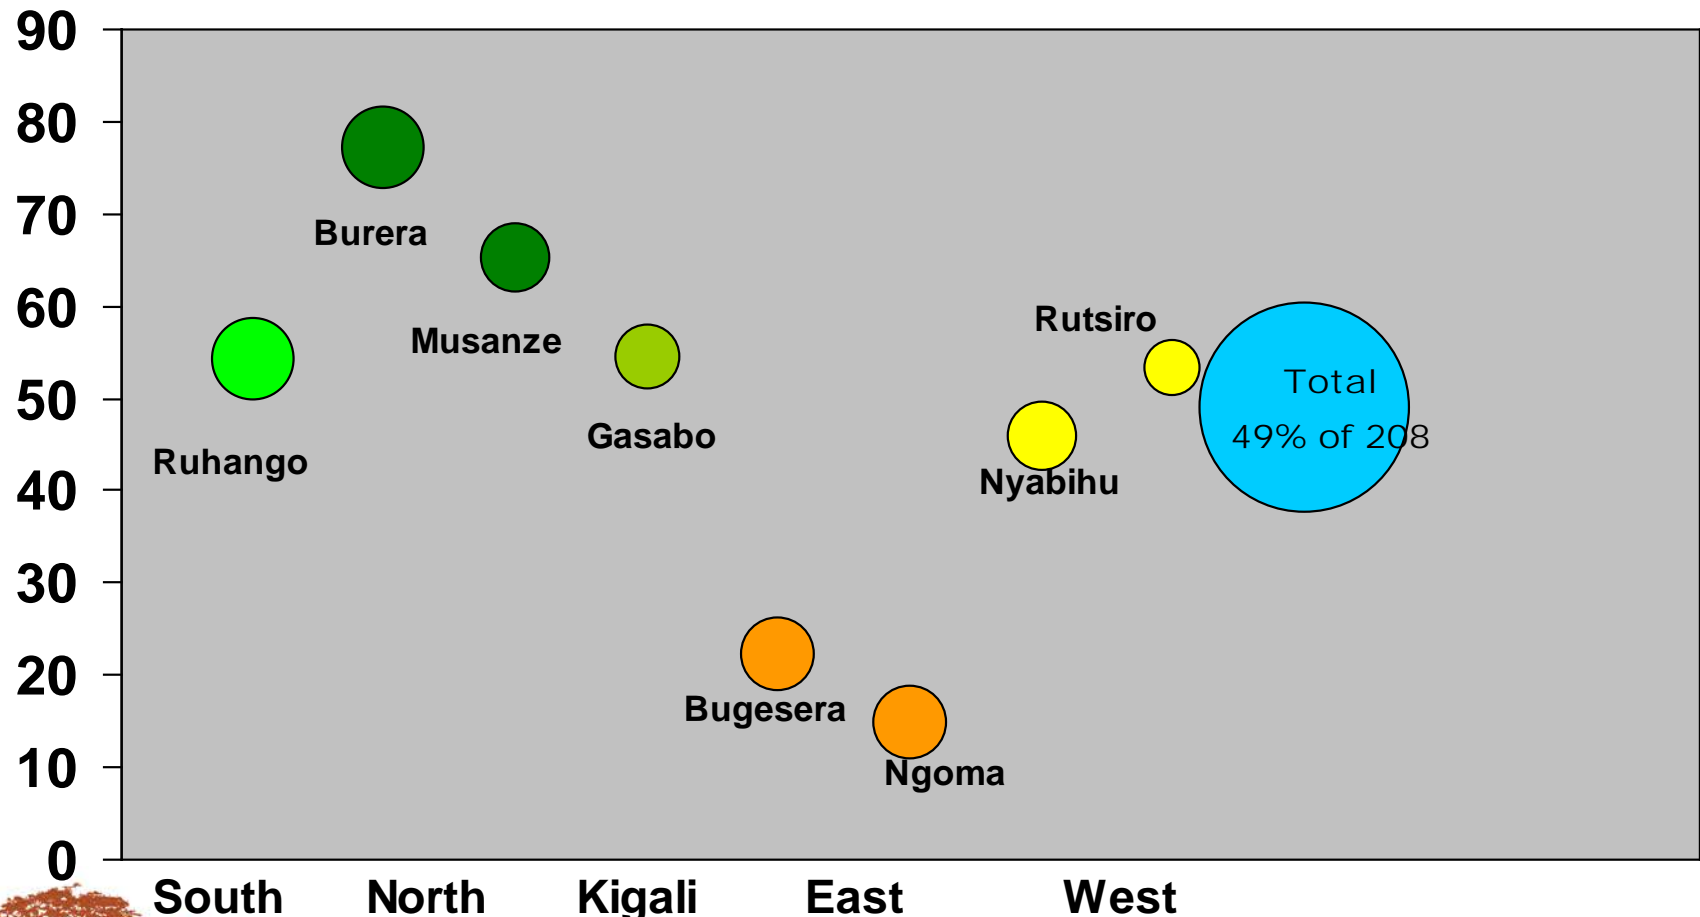 90
80
70
60
50
40
30
20
10
0
Burera
Musanze
Ruhango
Gasabo
Rutsiro
Nyabihu
Total
49% of 208
Bugesera
Ngoma
South North Kigali East West